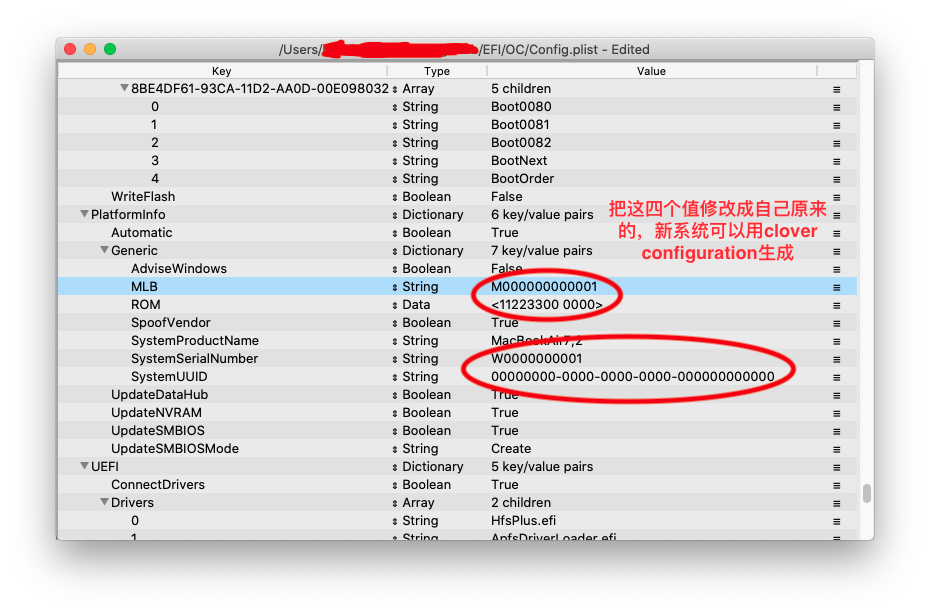 /Users/ /EFI/OC/Config.plist - Edited
Key Type Value
8BE4DF61-93CA-11D2-AA0D-00E098032 Array 5 children
0 String Boot0080
1 String Boot0081
2 String Boot0082
3 String BootNext
4 String BootOrder
WriteFlash Boolean False
PlatformInfo Dictionary 6 key/value pairs
Automatic Boolean True
Generic Dictionary 7 key/value pairs
把这四个值修改成自己原来
的，新系统可以用clover
configuration生成
AdviseWindows Boolean False
MLB String M000000000001
ROM Data <11223300 0000>
SpoofVendor Boolean True
SystemProductName String MacBookAir7,2
SystemSerialNumber String W0000000001
SystemUUID String 00000000-0000-0000-0000-000000000000
UpdateDataHub Boolean True
UpdateNVRAM Boolean True
UpdateSMBIOS Boolean True
UpdateSMBIOSMode String Create
UEFI Dictionary 5 key/value pairs
ConnectDrivers Boolean True
Drivers Array 2 children
0 String HfsPlus.efi
1 String ApfsDriverLoader.efi